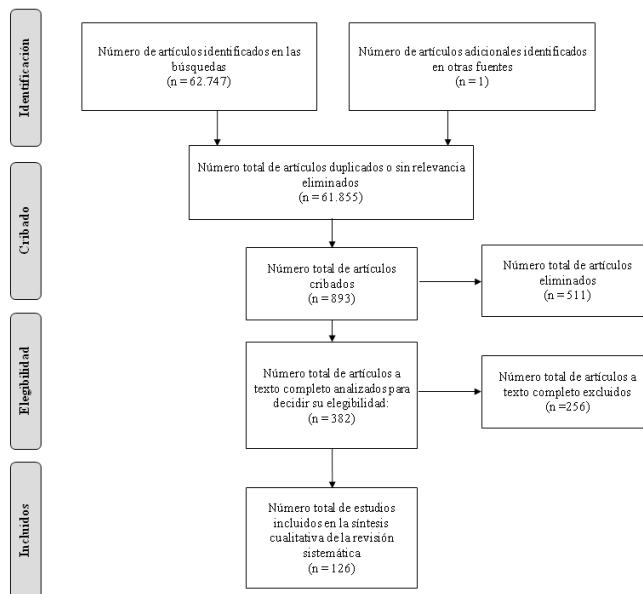 Identificación
Número de artículos identificados en las
búsquedas
(n = 62.747)
Número de artículos adicionales identificados
en otras fuentes
(n = 1)
Cribado
Número total de artículos duplicados o sin relevancia
eliminados
(n = 61.855)
Número total de artículos
cribados
(n = 893)
Número total de artículos
eliminados
(n = 511)
Elegibilidad
Número total de artículos a
texto completo analizados para
decidir su elegibilidad:
(n = 382)
Número total de artículos a
texto completo excluidos
(n =256)
Incluidos
Número total de estudios
incluidos en la síntesis
cualitativa de la revisión
sistemática
(n = 126)